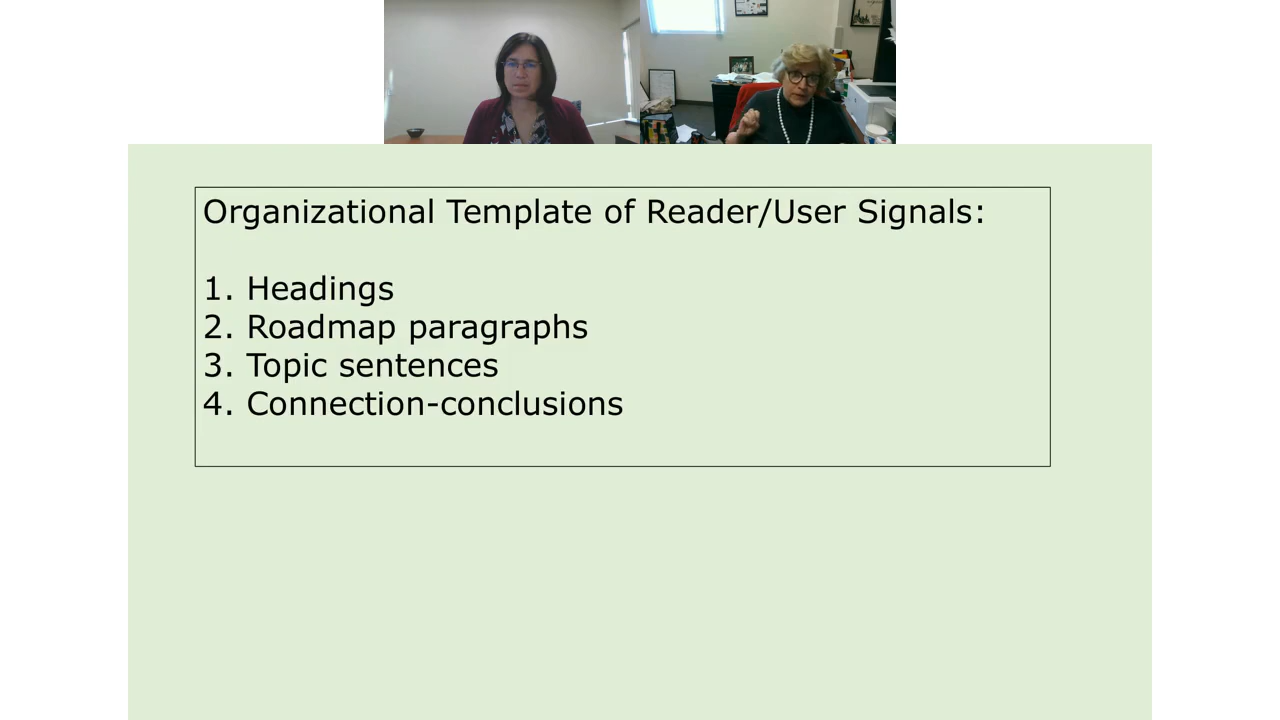 Organizational Template of Reader/User Signals:
1. Headings
2. Roadmap paragraphs
3. Topic sentences
4. Connection-conclusions